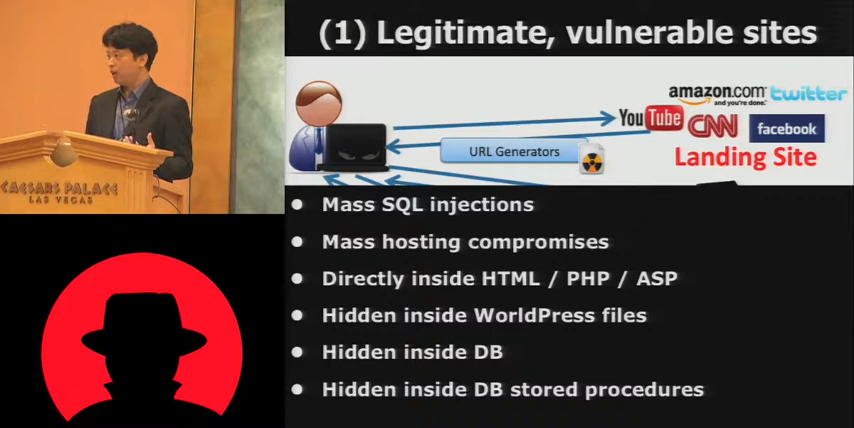 (1) Legitimate, vulnerable sites
amazon.com
and you're done.
twitter
YouTube
CNN
facebook
URL Generators
Landing Site
CAESARS PALACE
LAS VEGAS
Mass SQL injections
Mass hosting compromises
Directly inside HTML / PHP / ASP
Hidden inside WorldPress files
Hidden inside DB
Hidden inside DB stored procedures